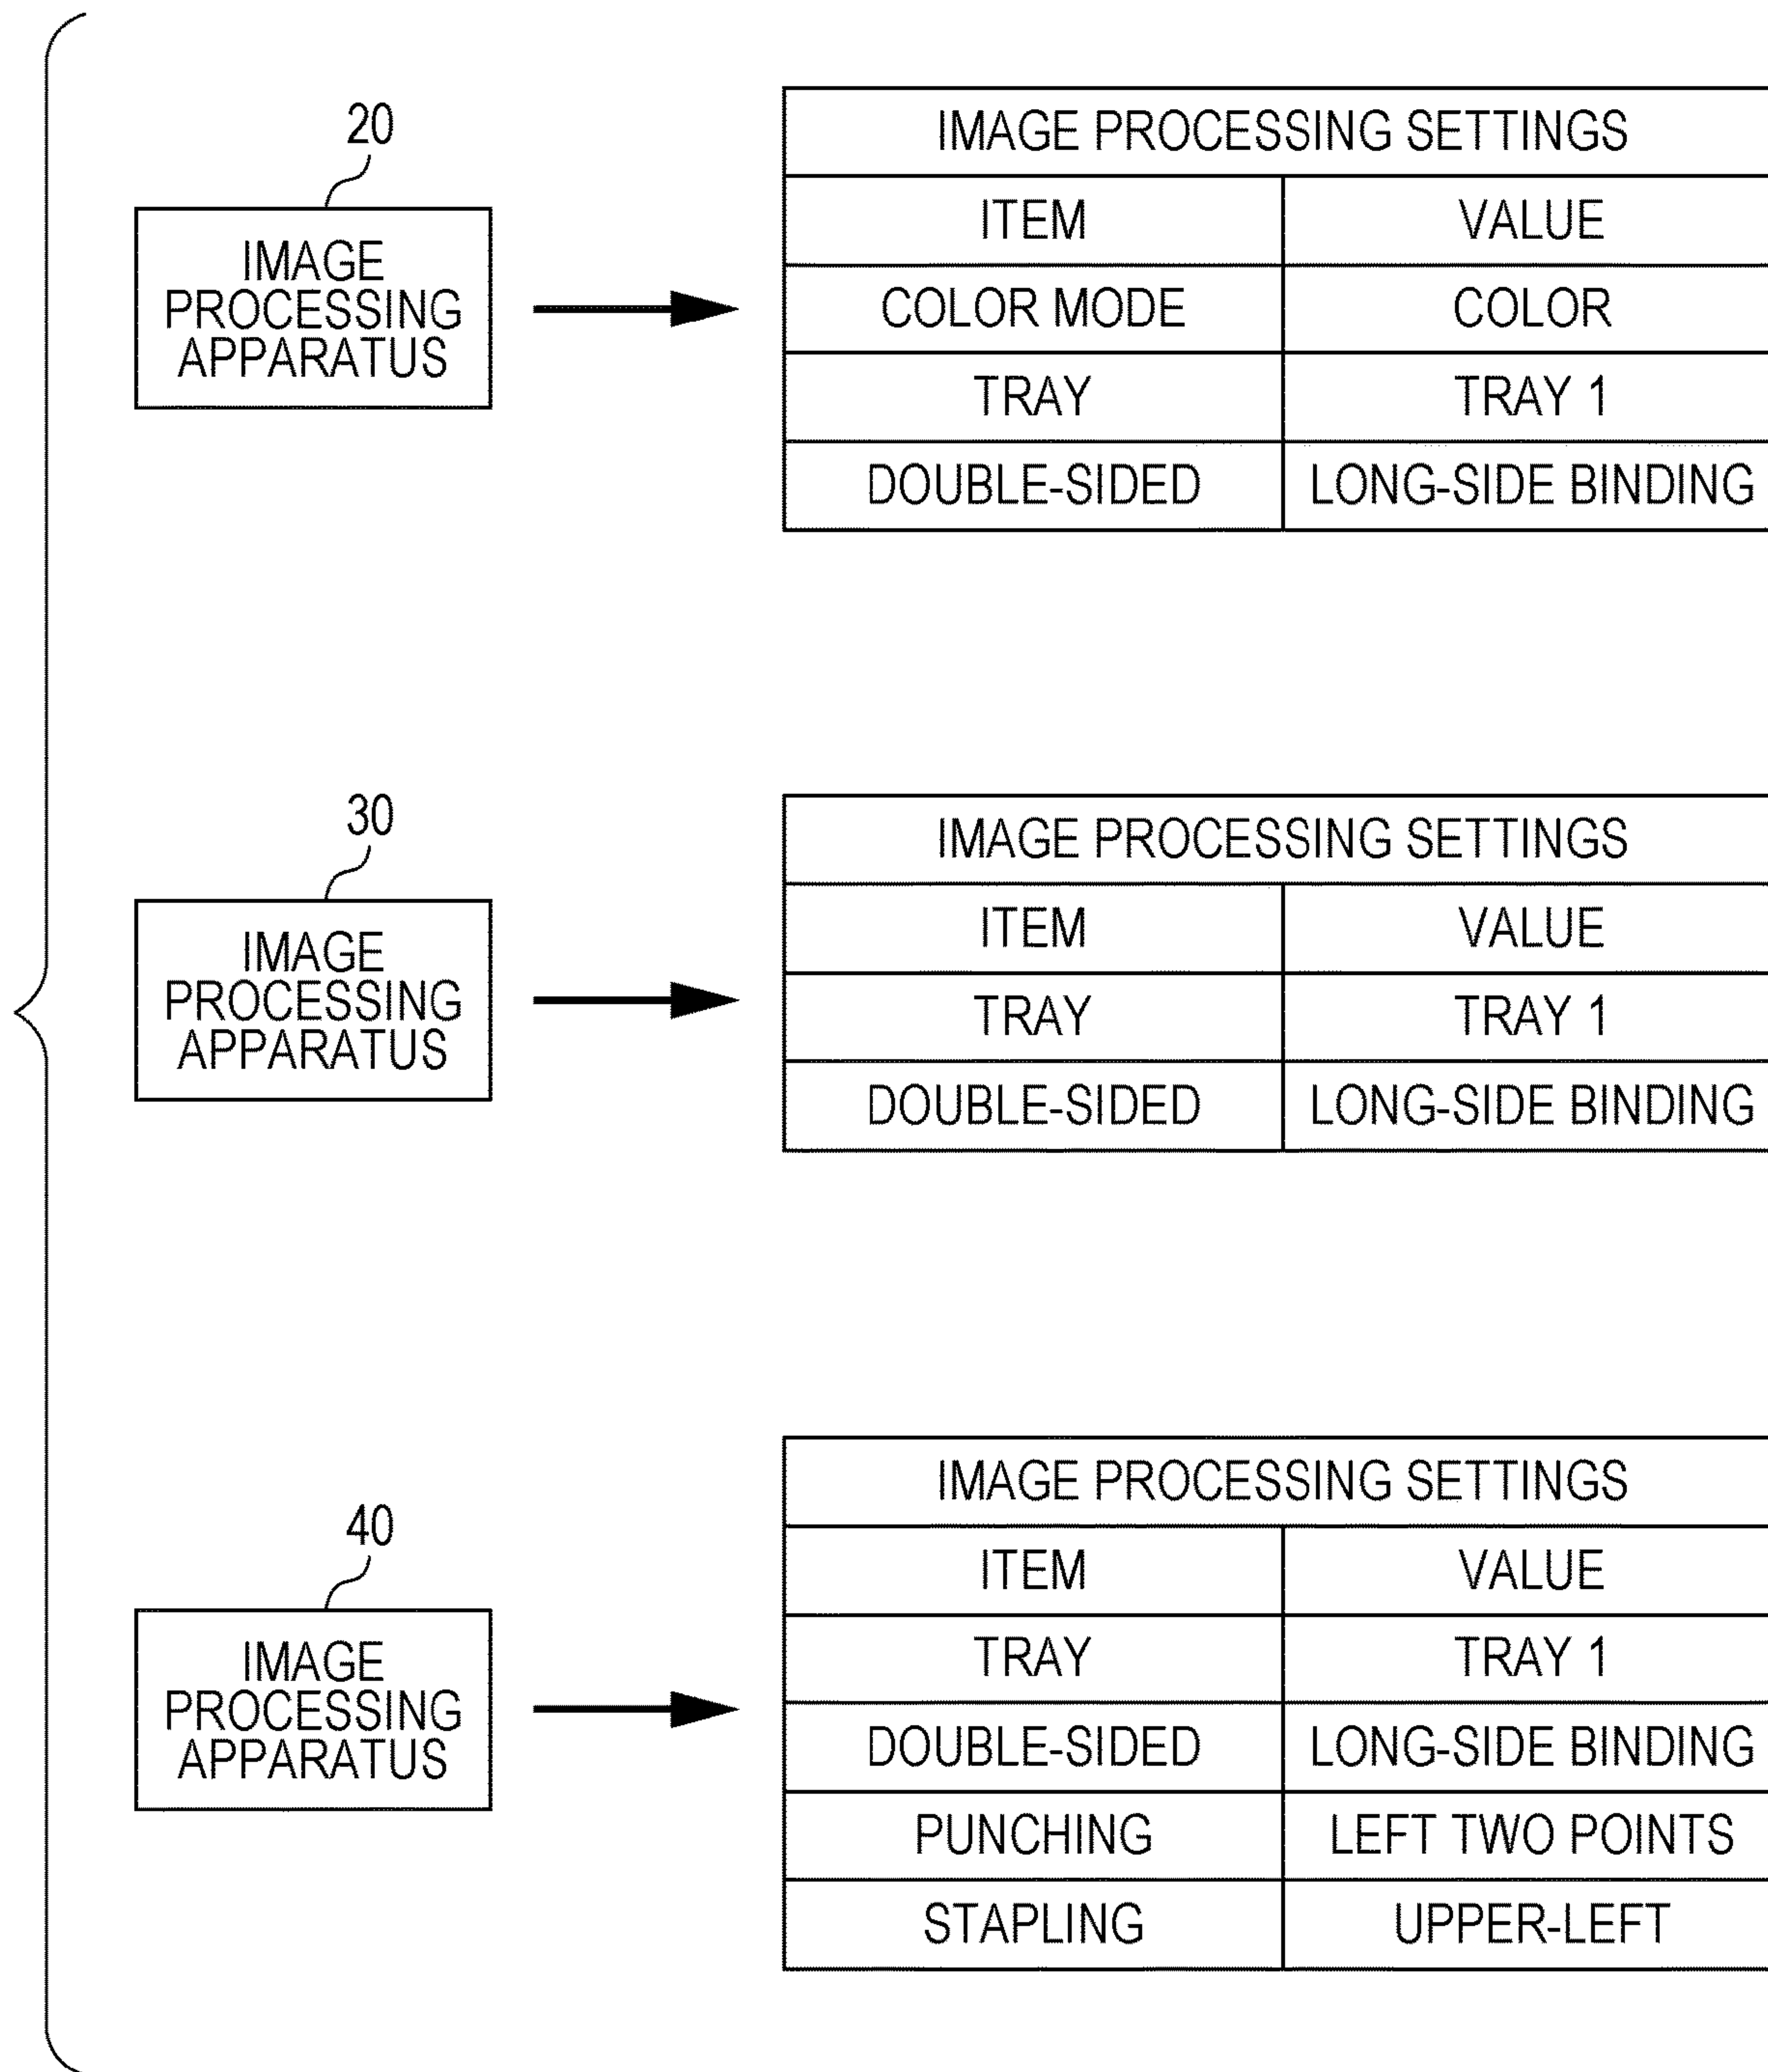 20
IMAGE
PROCESSING
APPARATUS
IMAGE PROCESSING SETTINGS
ITEM VALUE
COLOR MODE COLOR
TRAY TRAY 1
DOUBLE-SIDED LONG-SIDE BINDING
30
IMAGE
PROCESSING
APPARATUS
IMAGE PROCESSING SETTINGS
ITEM VALUE
TRAY TRAY 1
DOUBLE-SIDED LONG-SIDE BINDING
40
IMAGE
PROCESSING
APPARATUS
IMAGE PROCESSING SETTINGS
ITEM VALUE
TRAY TRAY 1
DOUBLE-SIDED LONG-SIDE BINDING
PUNCHING LEFT TWO POINTS
STAPLING UPPER-LEFT